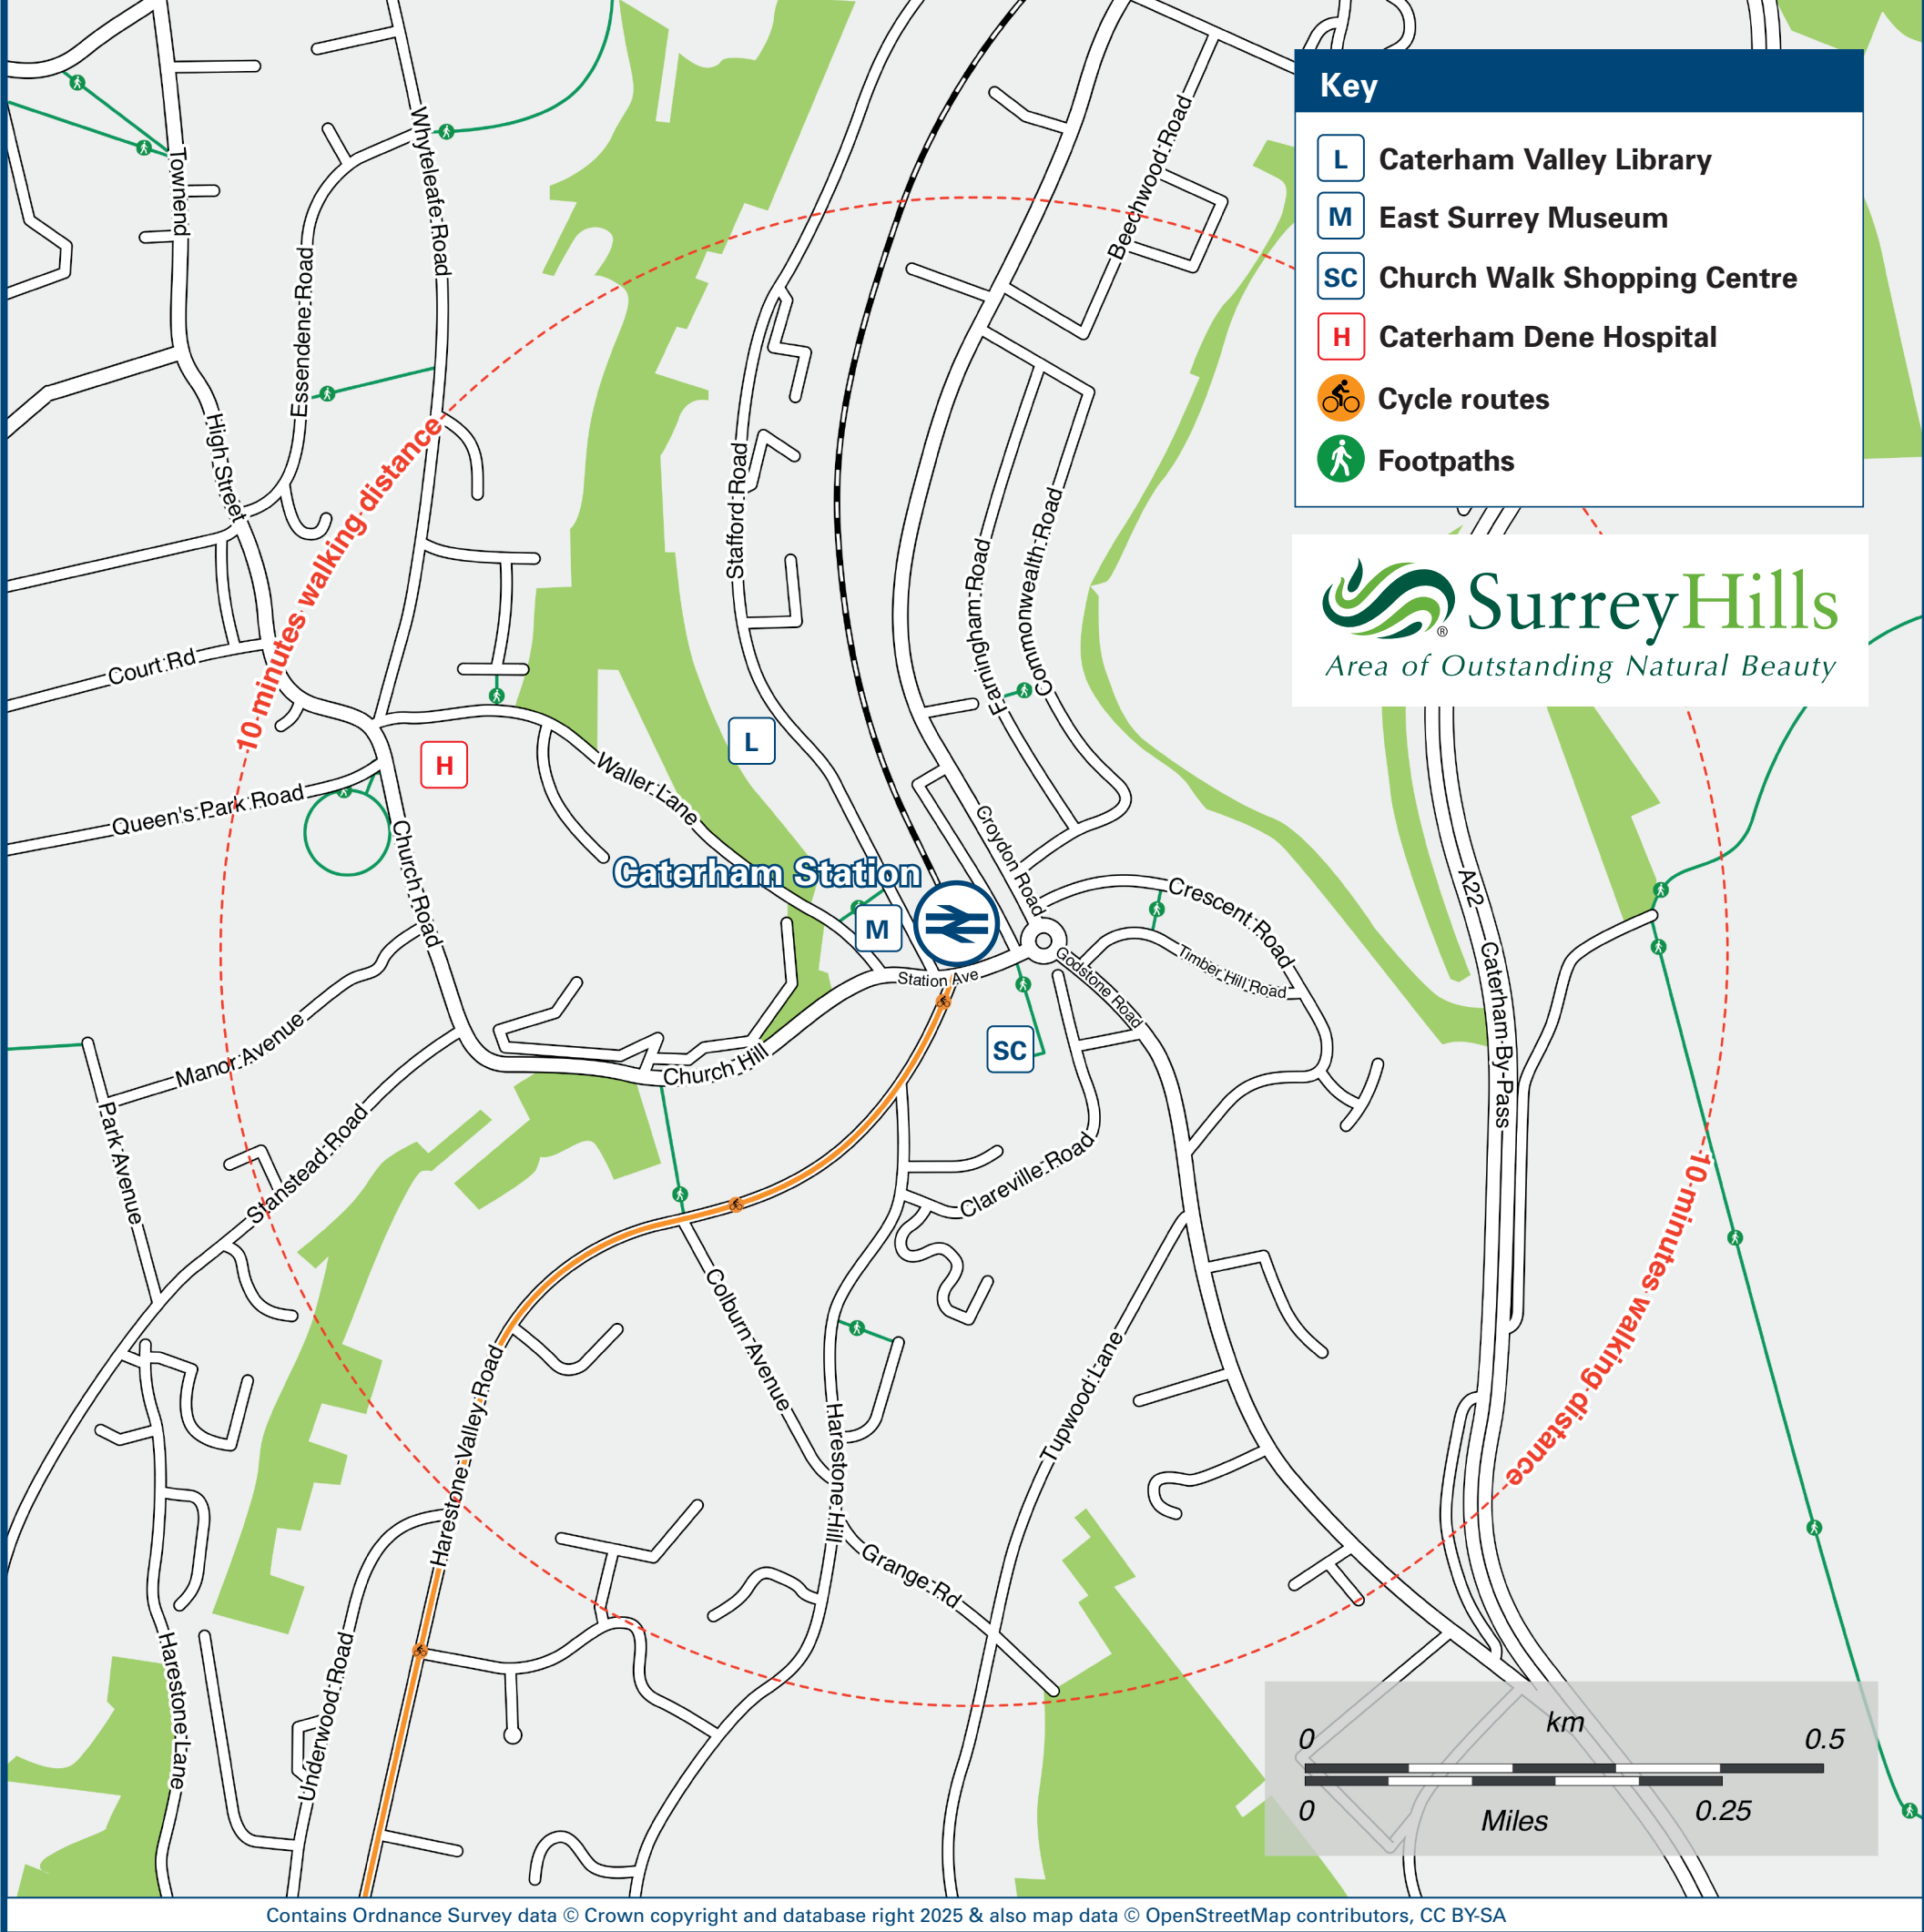 Key
L Caterham Valley Library
M East Surrey Museum
SC Church Walk Shopping Centre
H Caterham Dene Hospital
Cycle routes
Footpaths
SurreyHills
®
Area of Outstanding Natural Beauty
Townend
Whyteleafe Road
Beechwood Road
Essendene Road
High Street
10 minutes walking distance
Stafford Road
Farningham Road
Commonwealth Road
Court Rd
L
H
Waller Lane
Queen's Park Road
Church Road
Croydon Road
Caterham Station
M
Crescent Road
A22
Caterham By-Pass
Timber Hill Road
Godstone Road
Station Ave
SC
Manor Avenue
Church Hill
Park Avenue
Stanstead Road
Clareville Road
10 minutes walking distance
Colburn Avenue
Tupwood Lane
Harestone Valley Road
Harestone Hill
Grange Rd
Harestone Lane
Underwood Road
km
0 0.5
0 Miles 0.25
Contains Ordnance Survey data © Crown copyright and database right 2025 & also map data © OpenStreetMap contributors, CC BY-SA